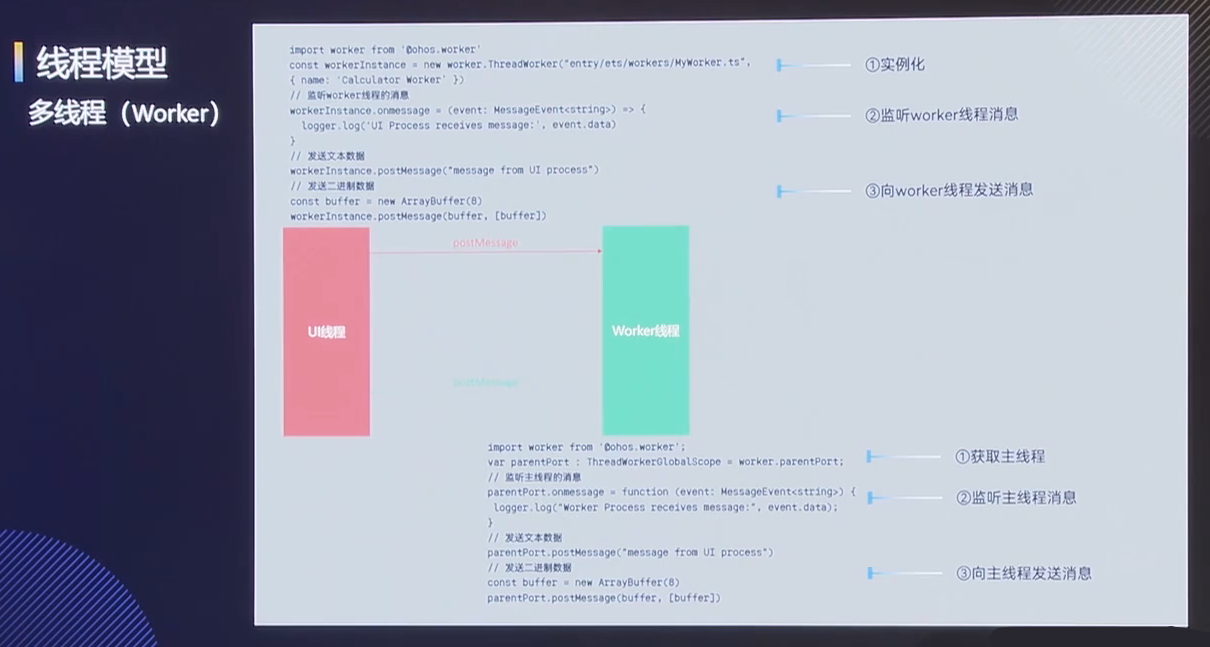 线程模型
多线程（Worker）
import worker from '@ohos.worker'
const workerInstance = new worker.ThreadWorker("entry/ets/workers/MyWorker.ts",
{ name: 'Calculator Worker' })
// 监听worker线程的消息
workerInstance.onmessage = (event: MessageEvent<string>) => {
logger.log('UI Process receives message:', event.data)
}
// 发送文本数据
workerInstance.postMessage("message from UI process")
// 发送二进制数据
const buffer = new ArrayBuffer(8)
workerInstance.postMessage(buffer, [buffer])
①实例化
②监听worker线程消息
③向worker线程发送消息
postMessage
UI线程
Worker线程
postMessage
import worker from '@ohos.worker';
var parentPort : ThreadWorkerGlobalScope = worker.parentPort;
// 监听主线程的消息
parentPort.onmessage = function (event: MessageEvent<string>) {
logger.log("Worker Process receives message:", event.data);
}
// 发送文本数据
parentPort.postMessage("message from UI process")
// 发送二进制数据
const buffer = new ArrayBuffer(8)
parentPort.postMessage(buffer, [buffer])
①获取主线程
②监听主线程消息
③向主线程发送消息